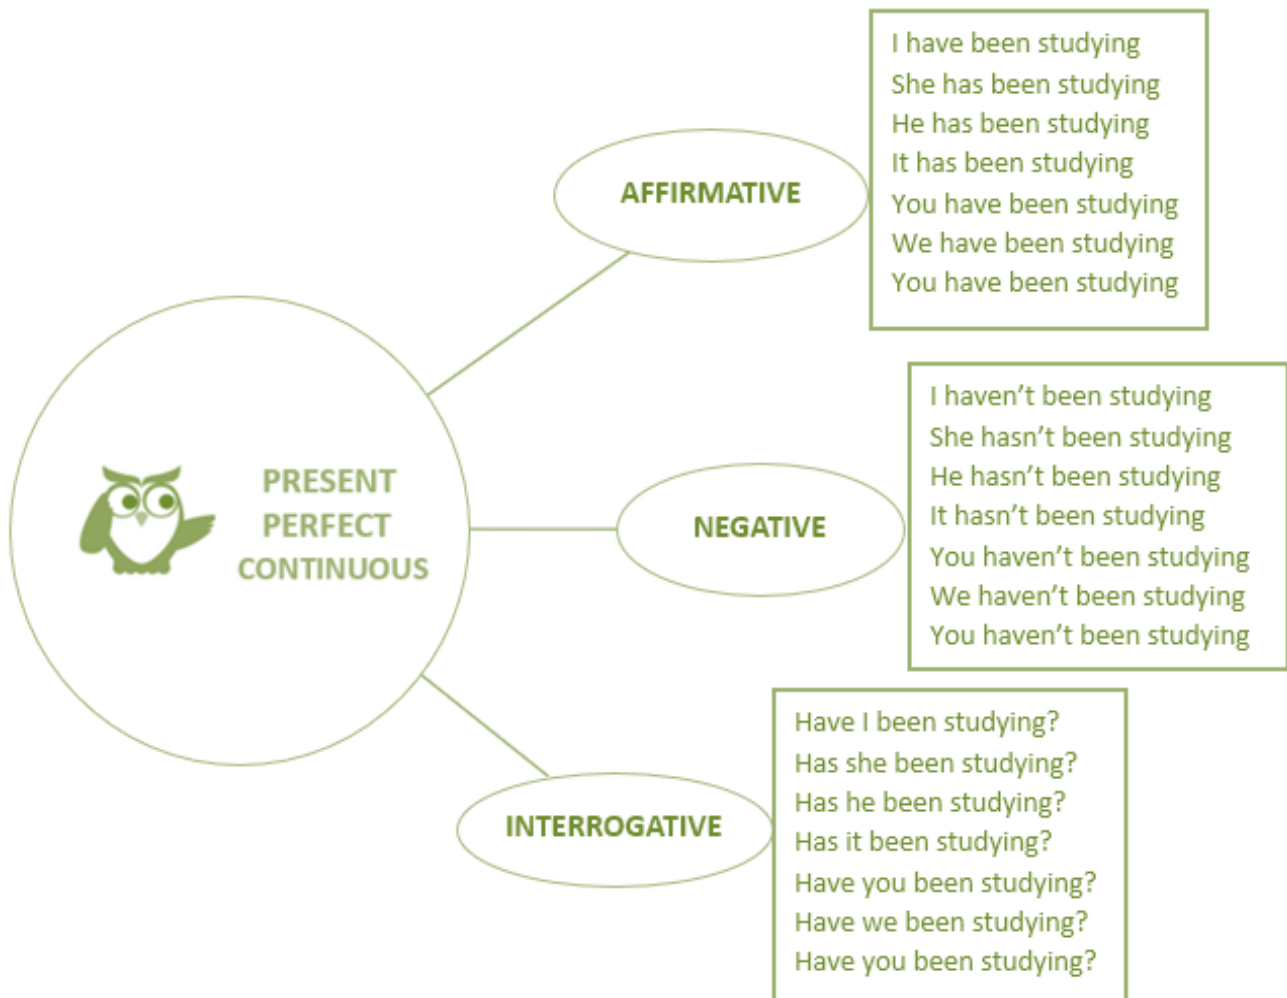 PRESENT
PERFECT
CONTINUOUS
AFFIRMATIVE
I have been studying
She has been studying
He has been studying
It has been studying
You have been studying
We have been studying
You have been studying
NEGATIVE
I haven’t been studying
She hasn’t been studying
He hasn’t been studying
It hasn’t been studying
You haven’t been studying
We haven’t been studying
You haven’t been studying
INTERROGATIVE
Have I been studying?
Has she been studying?
Has he been studying?
Has it been studying?
Have you been studying?
Have we been studying?
Have you been studying?